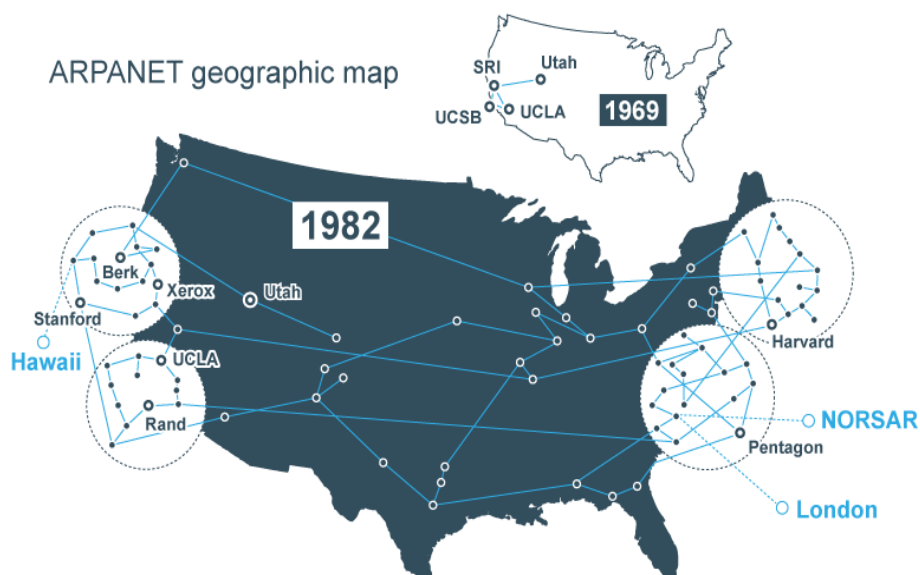 ARPANET geographic map
SRI
Utah
UCSB
UCLA
1969
1982
Berk
Xerox
Utah
Stanford
Hawaii
UCLA
Rand
Harvard
NORSAR
Pentagon
London